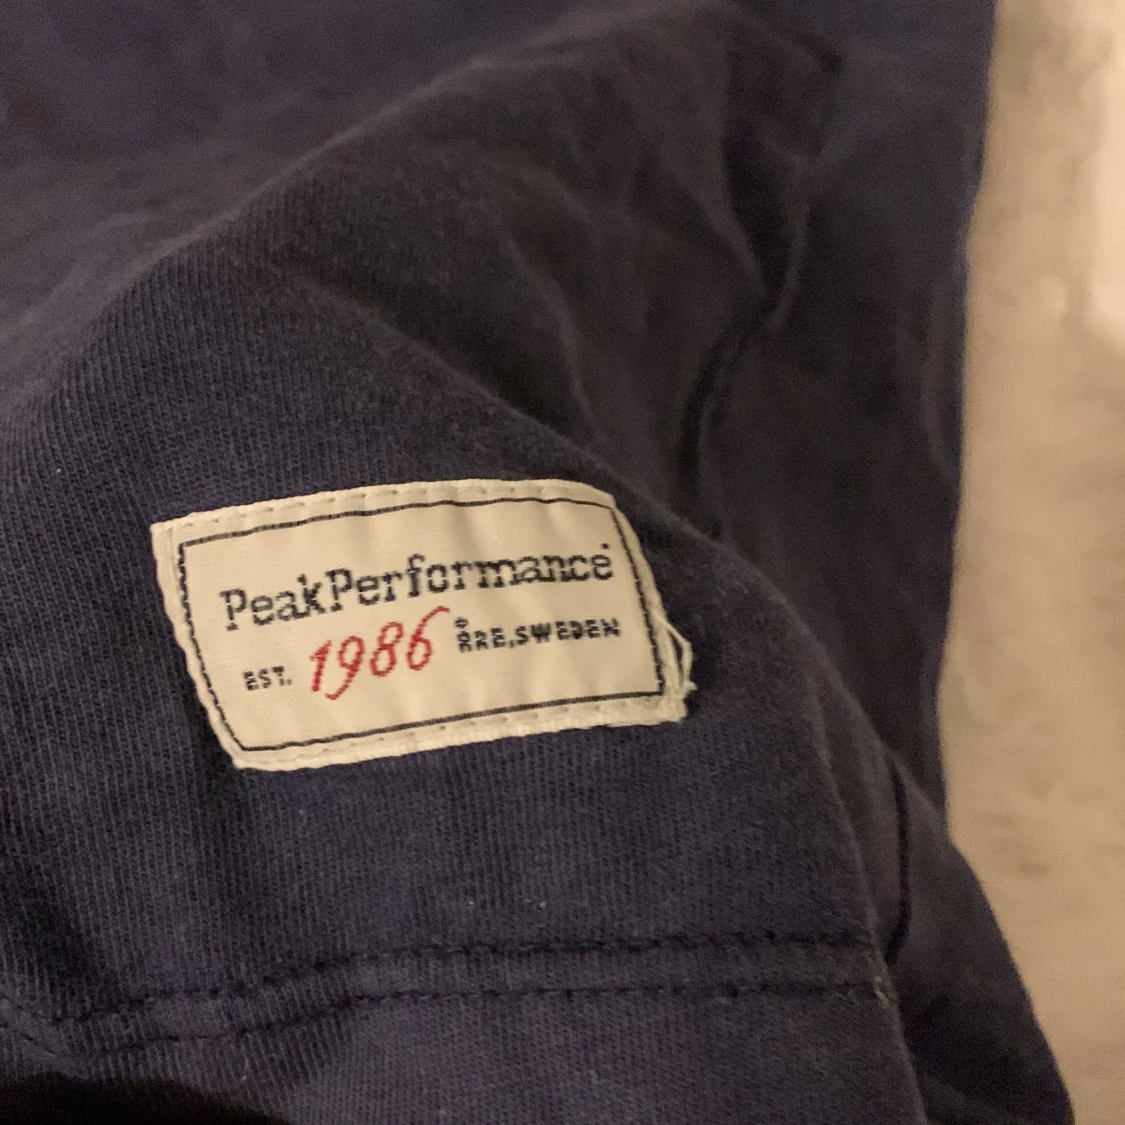 PeakPerformance
EST. 1986 ÅRE, SWEDEN